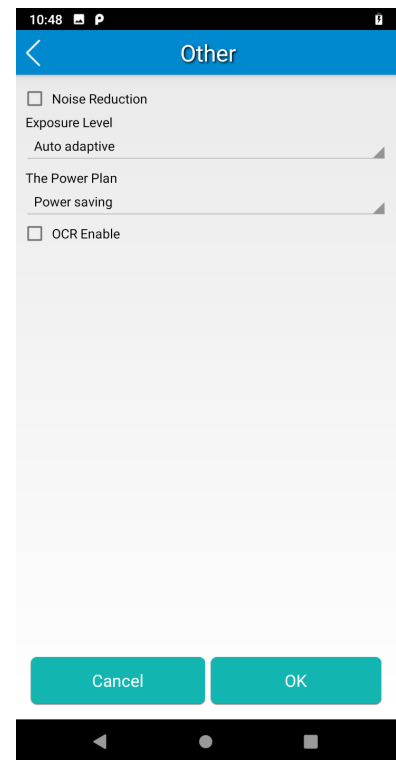 10:48
Other
Noise Reduction
Exposure Level
Auto adaptive
The Power Plan
Power saving
OCR Enable
Cancel
OK